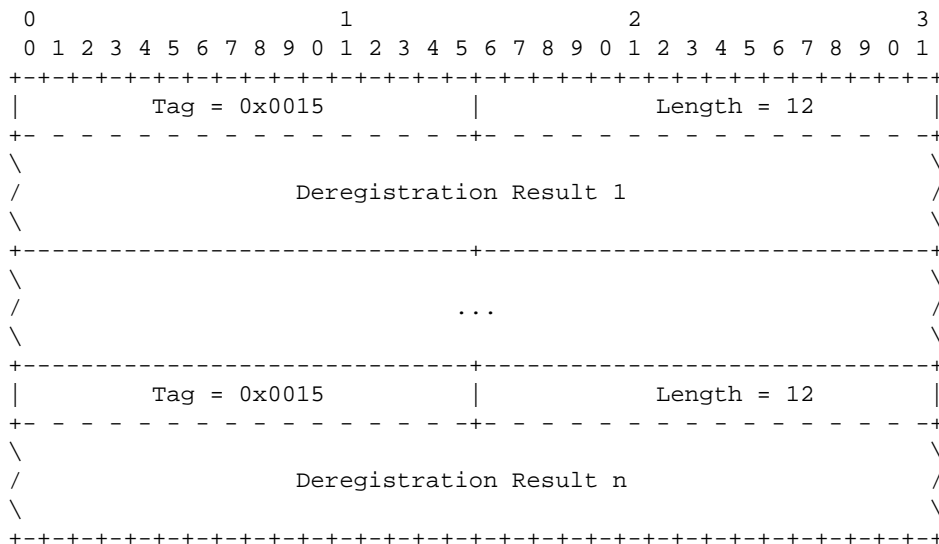 0                   1                   2                   3
 0 1 2 3 4 5 6 7 8 9 0 1 2 3 4 5 6 7 8 9 0 1 2 3 4 5 6 7 8 9 0 1
+-+-+-+-+-+-+-+-+-+-+-+-+-+-+-+-+-+-+-+-+-+-+-+-+-+-+-+-+-+-+-+-+
|         Tag = 0x0015          |            Length = 12        |
+- - - - - - - - - - - - - - - -+- - - - - - - - - - - - - - - -+
\                                                               \
/                   Deregistration Result 1                     /
\                                                               \
+-------------------------------+-------------------------------+
\                                                               \
/                              ...                              /
\                                                               \
+-------------------------------+-------------------------------+
|         Tag = 0x0015          |            Length = 12        |
+- - - - - - - - - - - - - - - -+- - - - - - - - - - - - - - - -+
\                                                               \
/                   Deregistration Result n                     /
\                                                               \
+-+-+-+-+-+-+-+-+-+-+-+-+-+-+-+-+-+-+-+-+-+-+-+-+-+-+-+-+-+-+-+-+